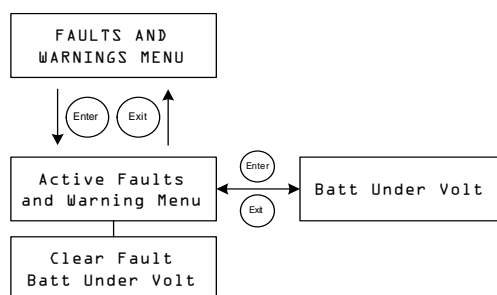 FAULTS AND
WARNINGS MENU
Enter
Exit
Active Faults
and Warning Menu
Enter
Exit
Batt Under Volt
Clear Fault
Batt Under Volt